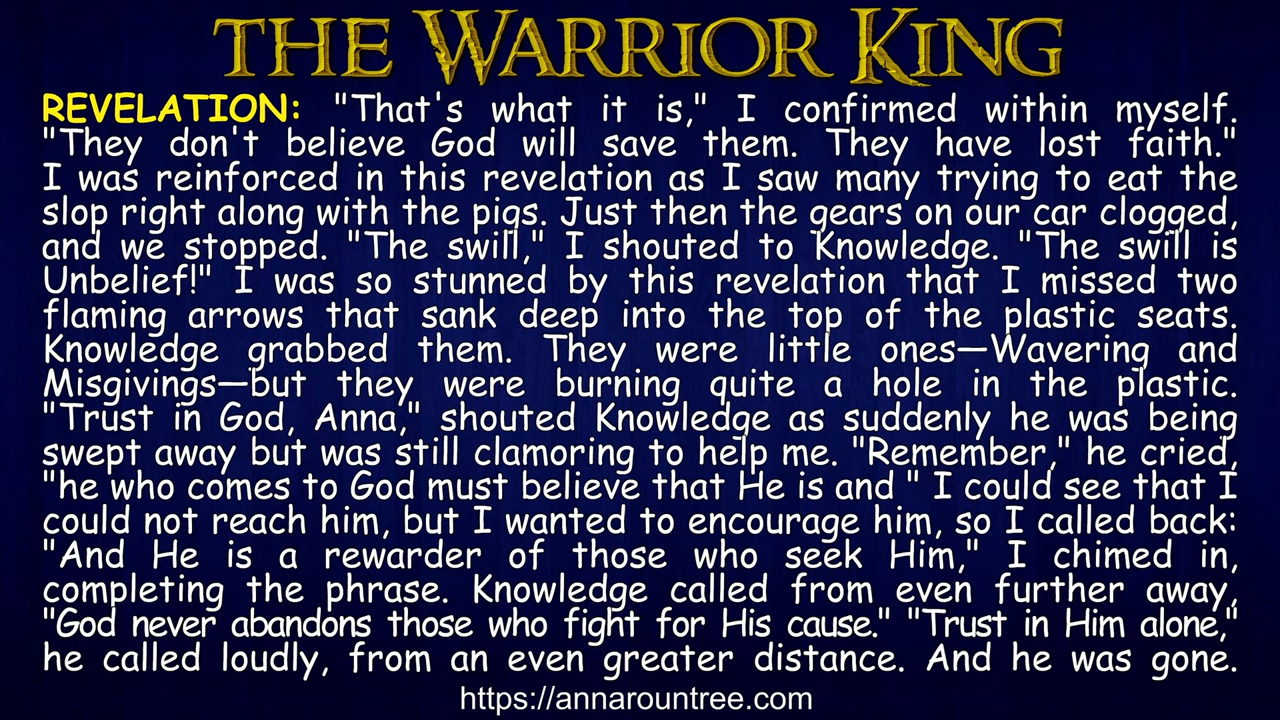 THE WARRIOR KING
REVELATION: "That's what it is," I confirmed within myself.
"They don't believe God will save them. They have lost faith."
I was reinforced in this revelation as I saw many trying to eat the
slop right along with the pigs. Just then the gears on our car clogged,
and we stopped. "The swill," I shouted to Knowledge. "The swill is
Unbelief!" I was so stunned by this revelation that I missed two
flaming arrows that sank deep into the top of the plastic seats.
Knowledge grabbed them. They were little ones—Wavering and
Misgivings—but they were burning quite a hole in the plastic.
"Trust in God, Anna," shouted Knowledge as suddenly he was being
swept away but was still clamoring to help me. "Remember," he cried,
"he who comes to God must believe that He is and " I could see that I
could not reach him, but I wanted to encourage him, so I called back:
"And He is a rewarder of those who seek Him," I chimed in,
completing the phrase. Knowledge called from even further away,
"God never abandons those who fight for His cause." "Trust in Him alone,"
he called loudly, from an even greater distance. And he was gone.
https://annarountree.com